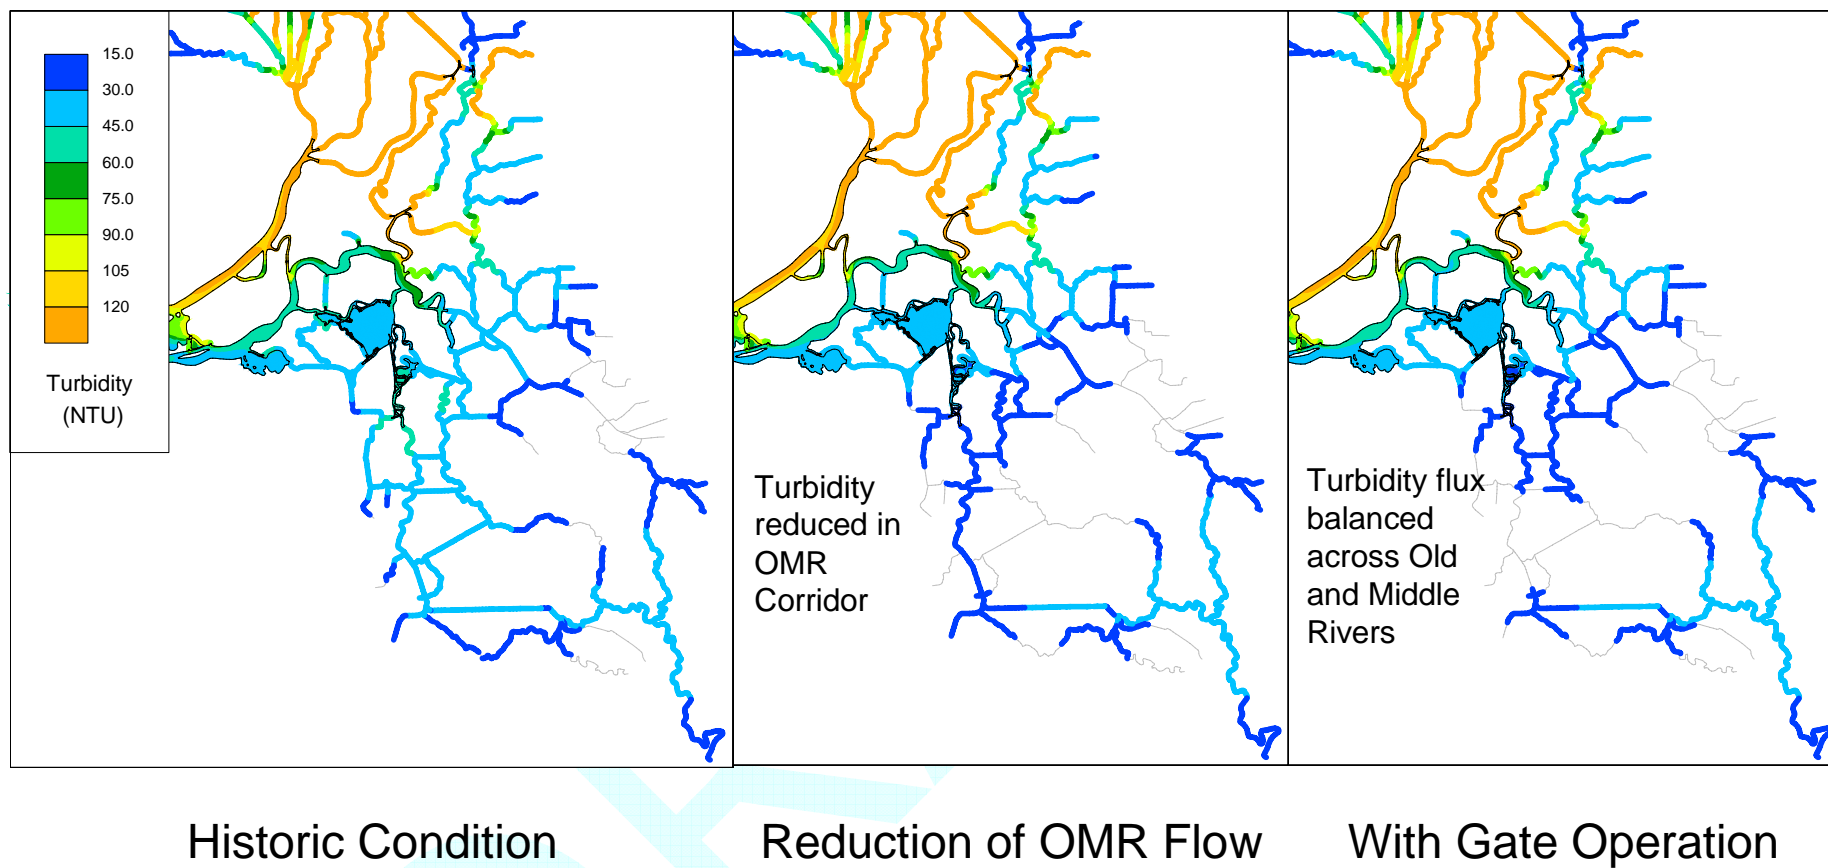 15.0
30.0
45.0
60.0
75.0
90.0
105
120
Turbidity
(NTU)
Turbidity
reduced in
OMR
Corridor
Turbidity flux
balanced
across Old
and Middle
Rivers
Historic Condition
Reduction of OMR Flow
With Gate Operation